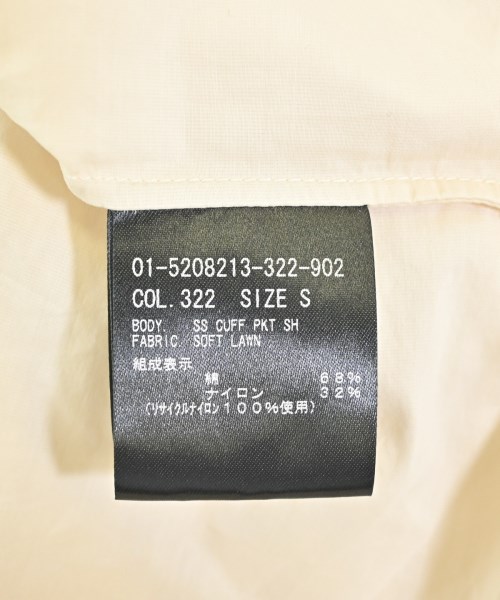 01-5208213-322-902
COL.322 SIZE S
BODY. SS CUFF PKT SH
FABRIC. SOFT LAWN
組成表示
綿 68%
ナイロン 32%
(リサイクルナイロン100%使用)